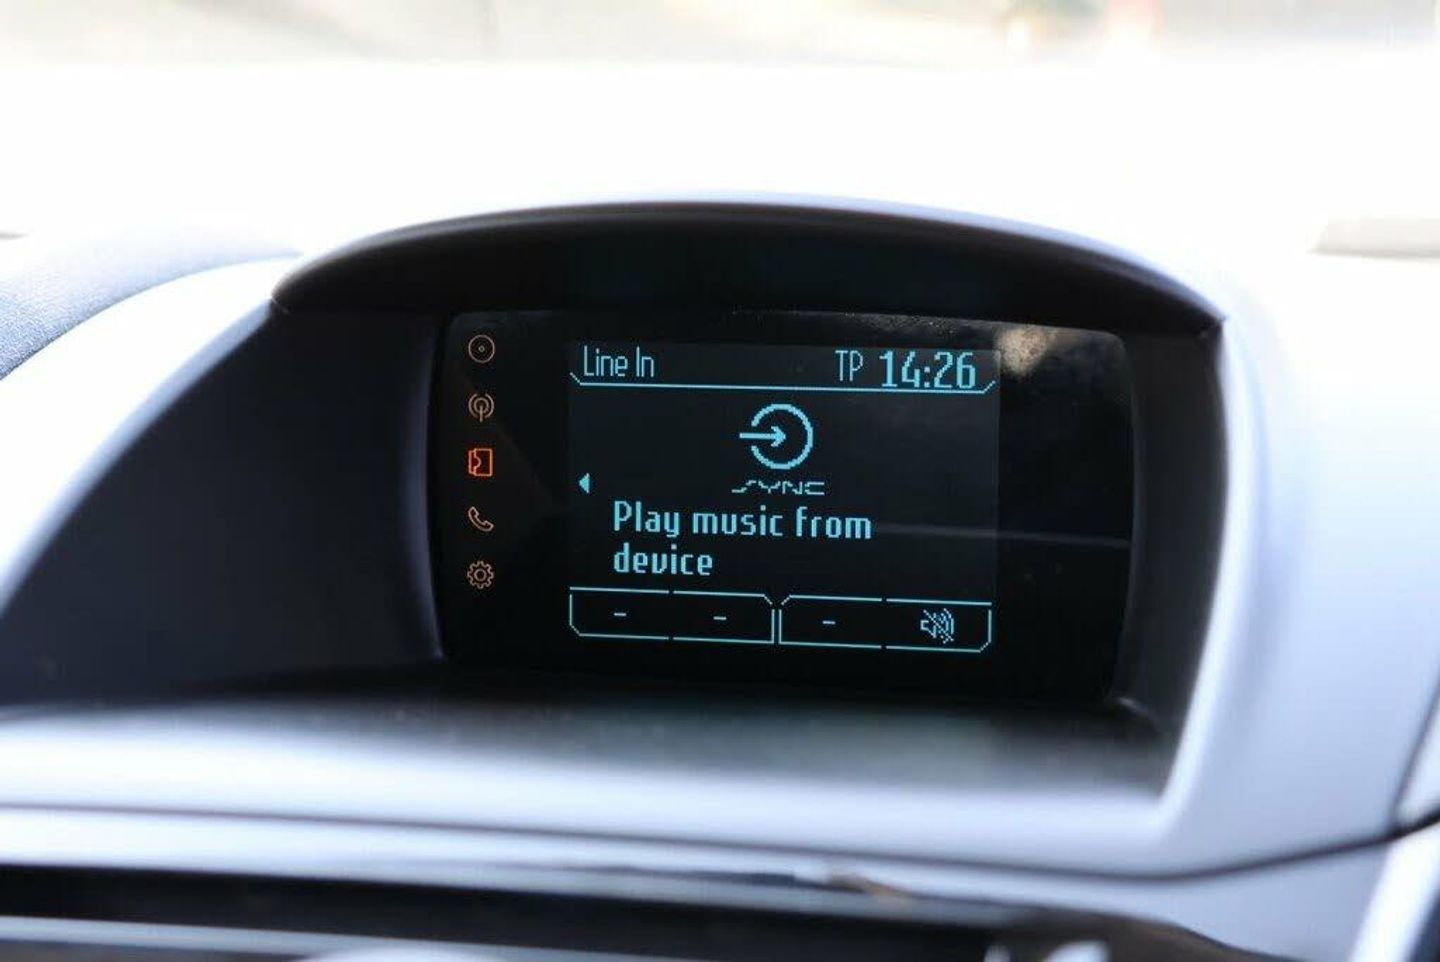 Line In TP 14:26
SYNC
Play music from
device
- - -